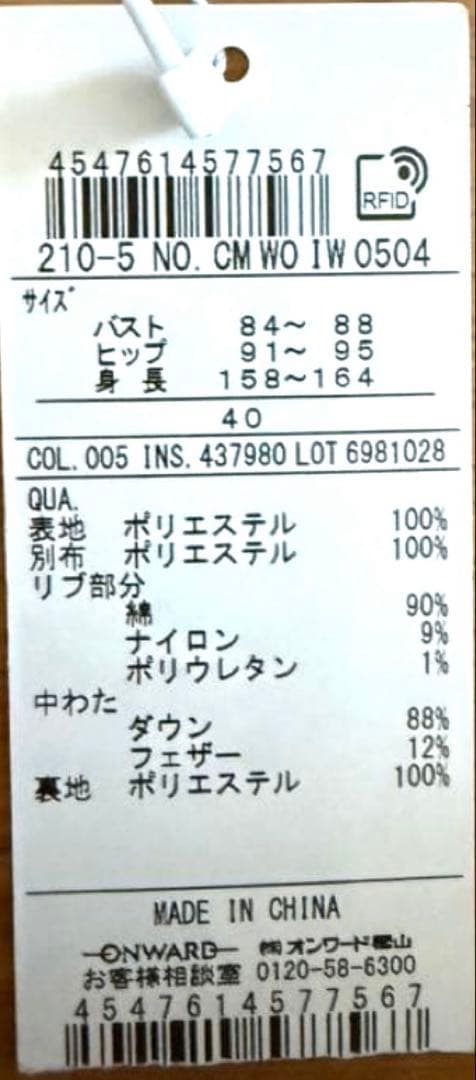 4547614577567
RFID
210-5 NO. CM WO IW 0504
サイズ
バスト 84～ 88
ヒップ 91～ 95
身 長 158～164
40
COL. 005 INS. 437980 LOT 6981028
QUA.
表地 ポリエステル 100%
別布 ポリエステル 100%
リブ部分
綿 90%
ナイロン 9%
ポリウレタン 1%
中わた
ダウン 88%
フェザー 12%
裏地 ポリエステル 100%
MADE IN CHINA
ONWARD ㈱オンワード樫山
お客様相談室 0120-58-6300
4547614577567